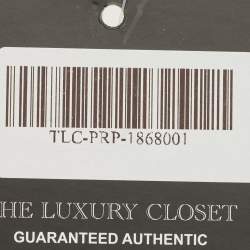 TLC-PRP-1868001
HE LUXURY CLOSET
GUARANTEED AUTHENTIC